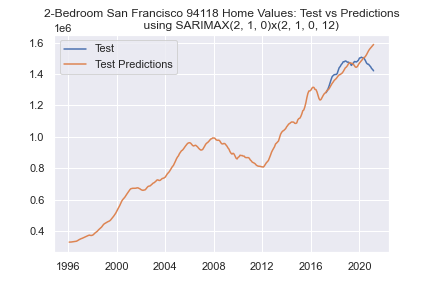 2-Bedroom San Francisco 94118 Home Values: Test vs Predictions
using SARIMAX(2, 1, 0)x(2, 1, 0, 12)
1e6
Test
Test Predictions
1.6
1.4
1.2
1.0
0.8
0.6
0.4
1996 2000 2004 2008 2012 2016 2020